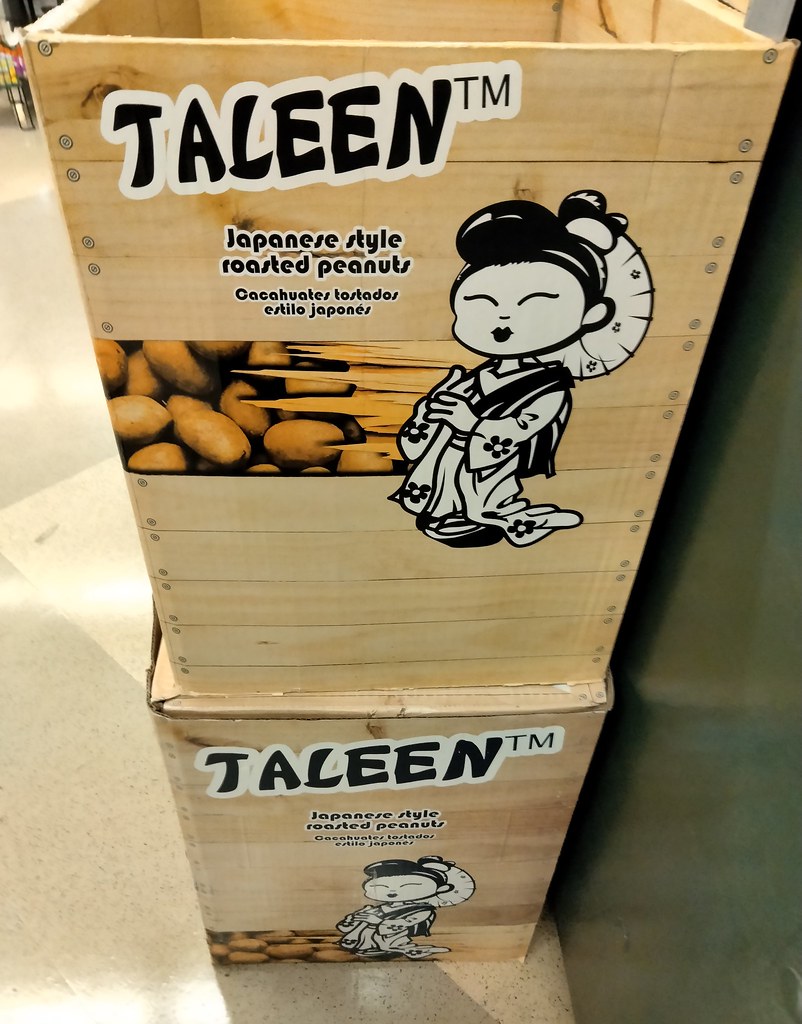 TALEEN™
Japanese style
roasted peanuts
Cacahuates tostados
estilo japonés
TALEEN™
Japanese style
roasted peanuts
Cacahuates tostados
estilo japonés